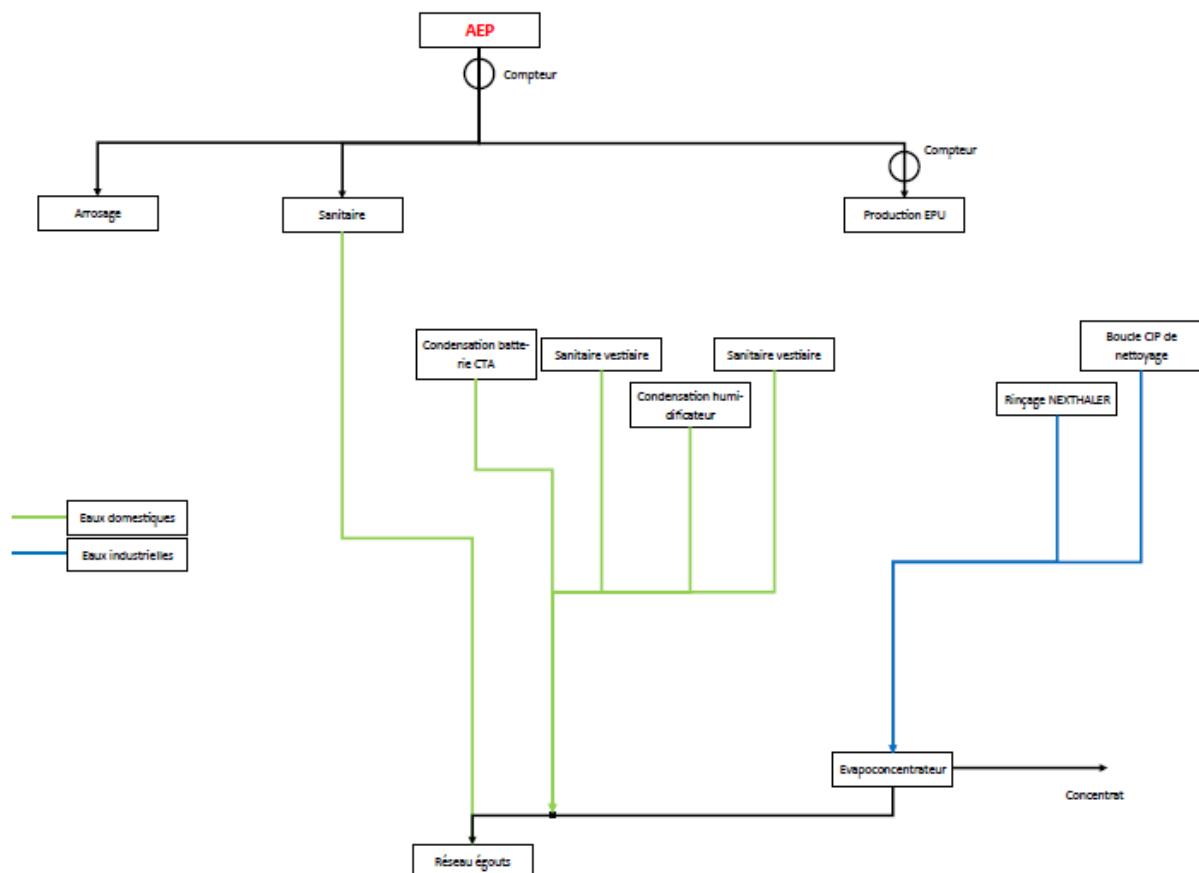 AEP
Compteur
Compteur
Arrosage
Sanitaire
Production EPU
Condensation batte-
rie CTA
Sanitaire vestiaire
Sanitaire vestiaire
Boucle CIP de
nettoyage
Condensation humi-
dificateur
Rinçage NEXTHALER
Eaux domestiques
Eaux industrielles
Evapoconcentrateur
Concentrat
Réseau égouts